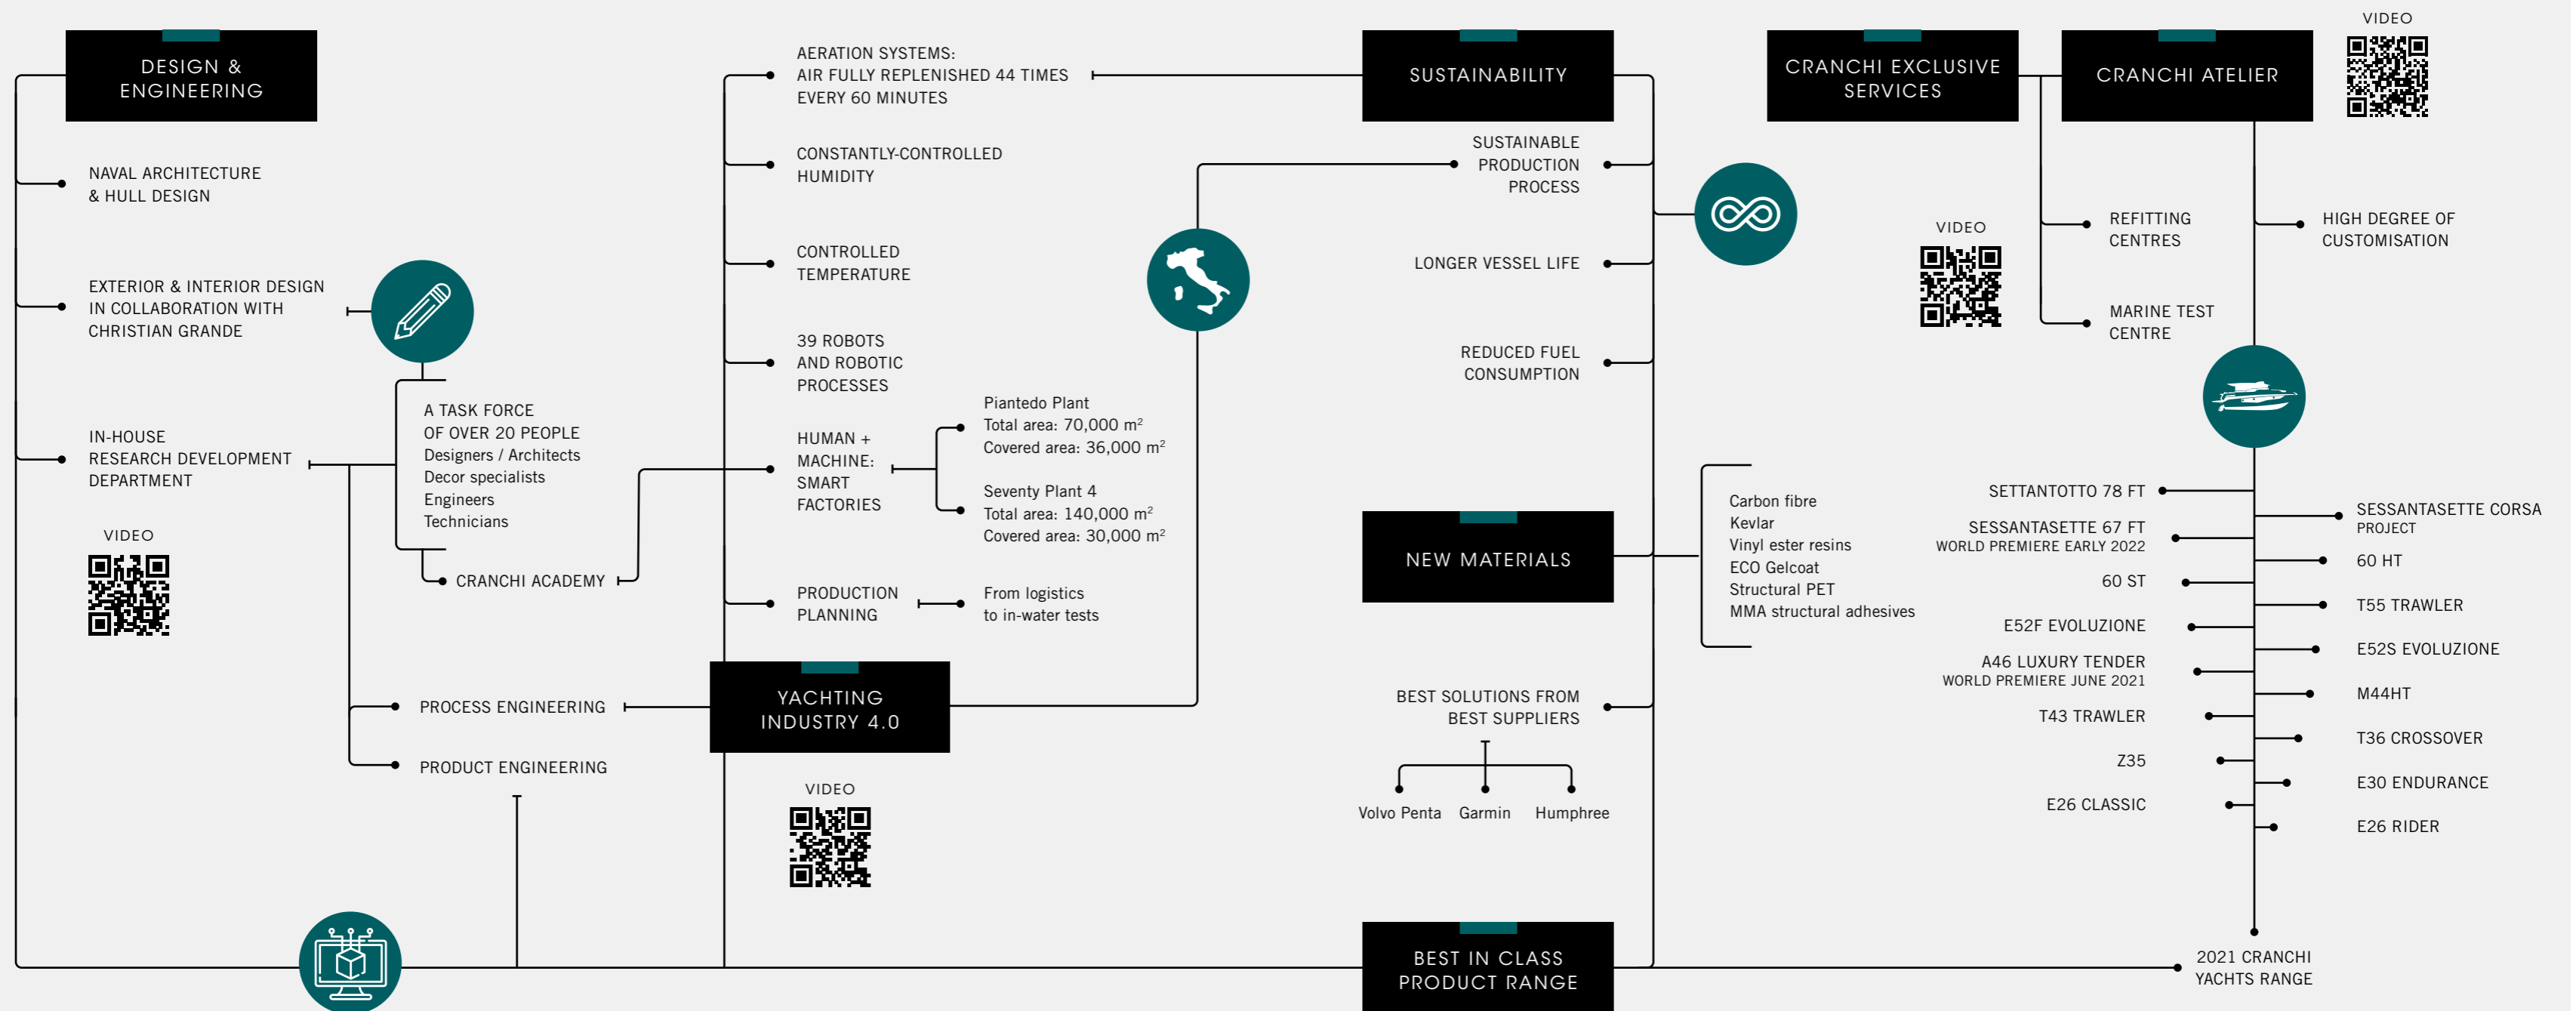 DESIGN &
ENGINEERING
NAVAL ARCHITECTURE
& HULL DESIGN
EXTERIOR & INTERIOR DESIGN
IN COLLABORATION WITH
CHRISTIAN GRANDE
IN-HOUSE
RESEARCH DEVELOPMENT
DEPARTMENT
VIDEO
A TASK FORCE
OF OVER 20 PEOPLE
Designers / Architects
Decor specialists
Engineers
Technicians
CRANCHI ACADEMY
PROCESS ENGINEERING
PRODUCT ENGINEERING
AERATION SYSTEMS:
AIR FULLY REPLENISHED 44 TIMES
EVERY 60 MINUTES
CONSTANTLY-CONTROLLED
HUMIDITY
CONTROLLED
TEMPERATURE
39 ROBOTS
AND ROBOTIC
PROCESSES
HUMAN +
MACHINE:
SMART
FACTORIES
Piantedo Plant
Total area: 70,000 m²
Covered area: 36,000 m²
Seventy Plant 4
Total area: 140,000 m²
Covered area: 30,000 m²
PRODUCTION
PLANNING
From logistics
to in-water tests
YACHTING
INDUSTRY 4.0
VIDEO
SUSTAINABILITY
SUSTAINABLE
PRODUCTION
PROCESS
LONGER VESSEL LIFE
REDUCED FUEL
CONSUMPTION
NEW MATERIALS
Carbon fibre
Kevlar
Vinyl ester resins
ECO Gelcoat
Structural PET
MMA structural adhesives
BEST SOLUTIONS FROM
BEST SUPPLIERS
Volvo Penta
Garmin
Humphree
BEST IN CLASS
PRODUCT RANGE
CRANCHI EXCLUSIVE
SERVICES
VIDEO
REFITTING
CENTRES
MARINE TEST
CENTRE
CRANCHI ATELIER
VIDEO
HIGH DEGREE OF
CUSTOMISATION
SETTANTOTTO 78 FT
SESSANTASETTE CORSA
PROJECT
SESSANTASETTE 67 FT
WORLD PREMIERE EARLY 2022
60 HT
60 ST
T55 TRAWLER
E52F EVOLUZIONE
E52S EVOLUZIONE
A46 LUXURY TENDER
WORLD PREMIERE JUNE 2021
M44HT
T43 TRAWLER
T36 CROSSOVER
Z35
E30 ENDURANCE
E26 CLASSIC
E26 RIDER
2021 CRANCHI
YACHTS RANGE